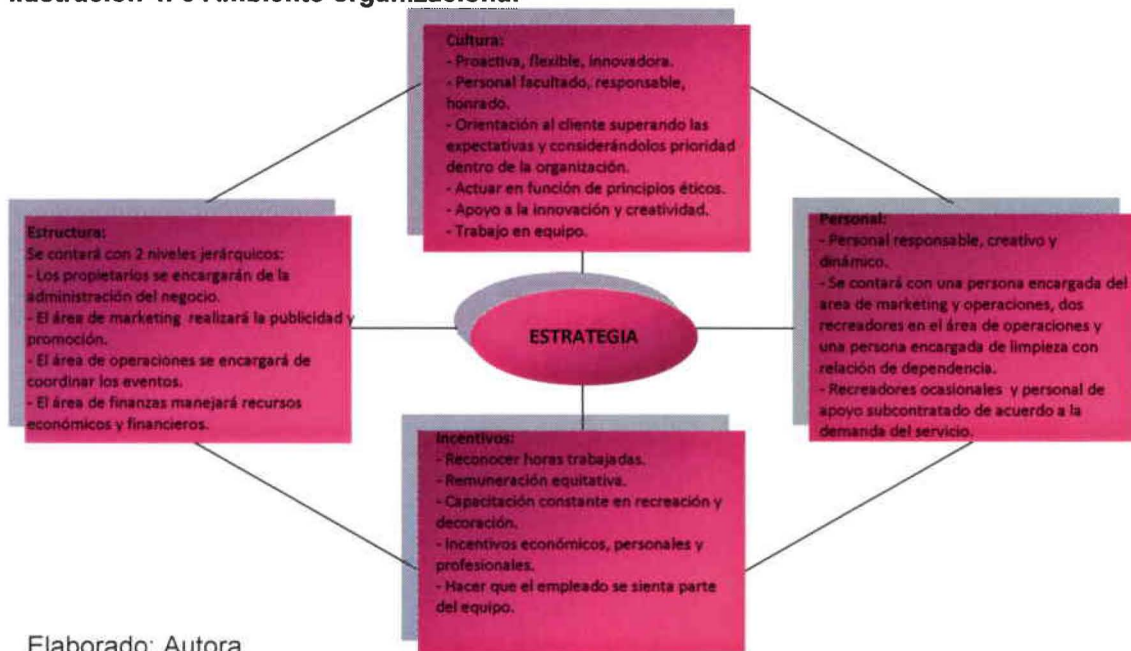 Ambiente organizacional
Cultura:
- Proactiva, flexible, innovadora.
- Personal facultado, responsable,
honrado.
- Orientación al cliente superando las
expectativas y considerándolos prioridad
dentro de la organización.
- Actuar en función de principios éticos.
- Apoyo a la innovación y creatividad.
- Trabajo en equipo.
Estructura:
Se contará con 2 niveles jerárquicos:
- Los propietarios se encargarán de la
administración del negocio.
- El área de marketing realizará la publicidad y
promoción.
- El área de operaciones se encargará de
coordinar los eventos.
- El área de finanzas manejará recursos
económicos y financieros.
ESTRATEGIA
Personal:
- Personal responsable, creativo y
dinámico.
- Se contará con una persona encargada del
area de marketing y operaciones, dos
recreadores en el área de operaciones y
una persona encargada de limpieza con
relación de dependencia.
- Recreadores ocasionales y personal de
apoyo subcontratado de acuerdo a la
demanda del servicio.
Incentivos:
- Reconocer horas trabajadas.
- Remuneración equitativa.
- Capacitación constante en recreación y
decoración.
- Incentivos económicos, personales y
profesionales.
- Hacer que el empleado se sienta parte
del equipo.
Elaborado: Autora